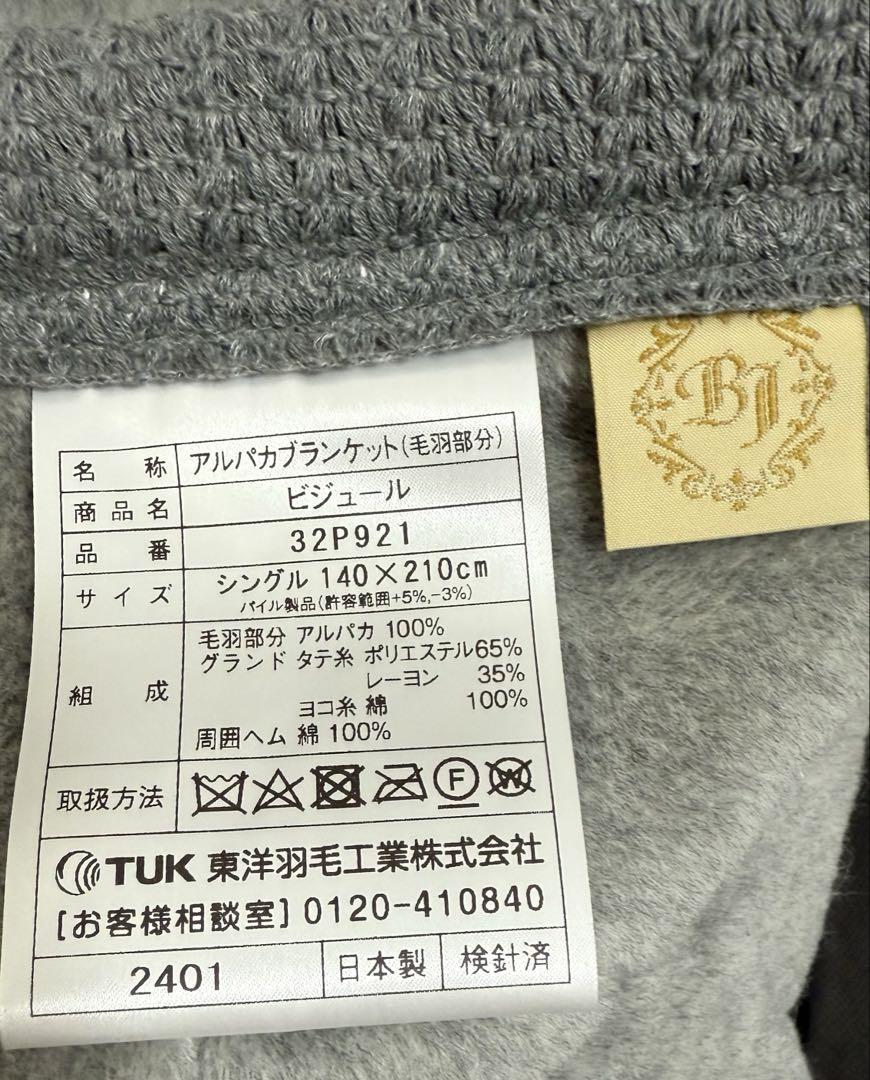 BJ
名称 アルパカブランケット(毛羽部分)
商品名 ビジュール
品番 32P921
サイズ シングル 140×210cm
パイル製品(許容範囲+5%,-3%)
組成 毛羽部分 アルパカ 100%
グランド タテ糸 ポリエステル65%
レーヨン 35%
ヨコ糸 綿 100%
周囲ヘム 綿 100%
取扱方法 F W
TUK 東洋羽毛工業株式会社
[お客様相談室] 0120-410840
2401 日本製 検針済